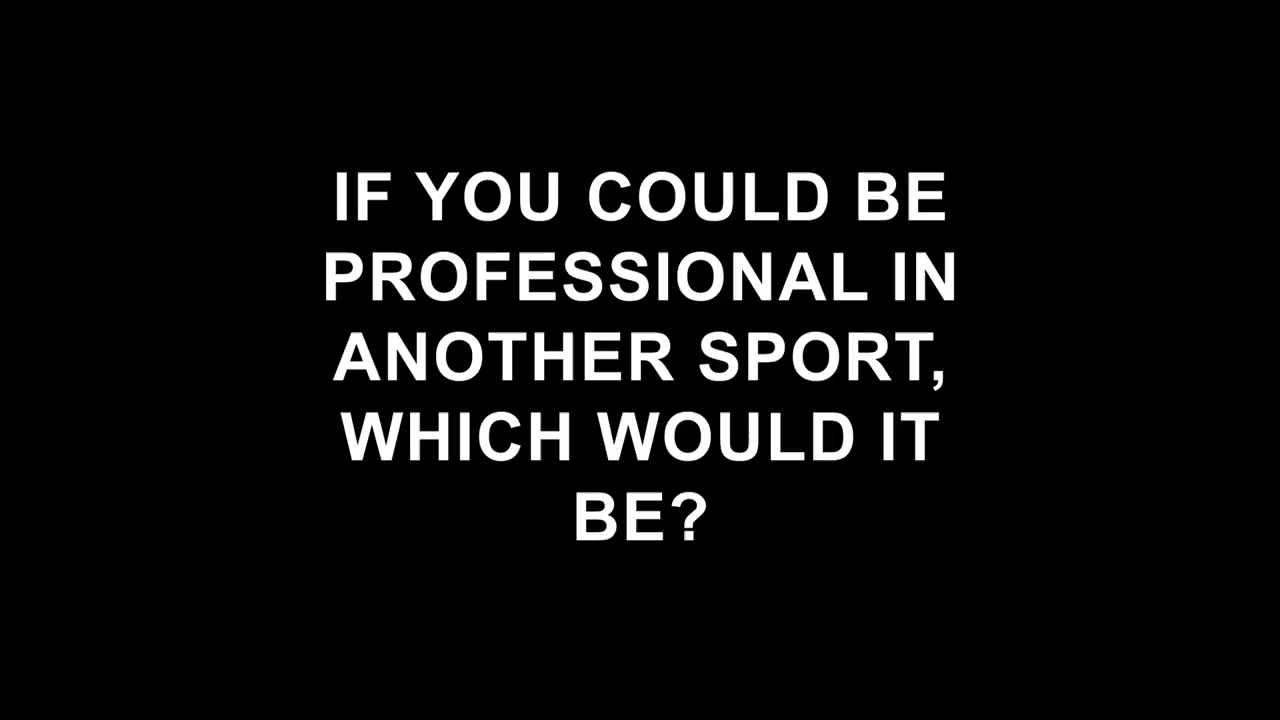 IF YOU COULD BE
PROFESSIONAL IN
ANOTHER SPORT,
WHICH WOULD IT
BE?